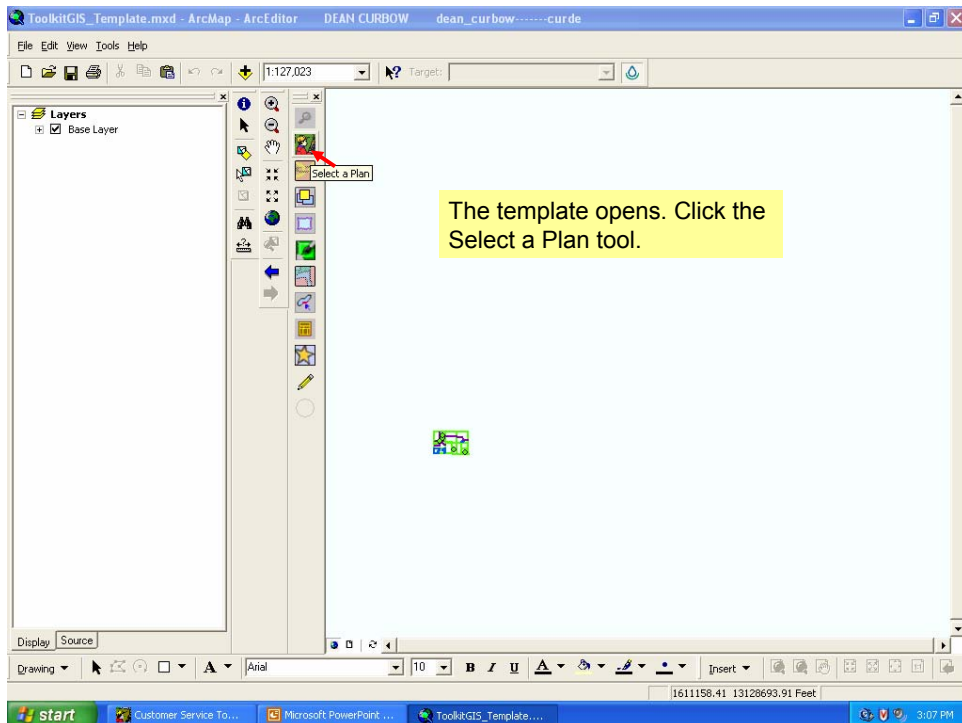 ToolkitGIS_Template.mxd - ArcMap - ArcEditor DEAN CURBOW dean_curbow-------curde
File Edit View Tools Help
1:127,023 Target:
Layers
Base Layer
Select a Plan
The template opens. Click the
Select a Plan tool.
Display Source
Drawing A Arial 10 B I U A Insert
1611158.41 13128693.91 Feet
start Customer Service To... Microsoft PowerPoint ... ToolkitGIS_Template.... 3:07 PM